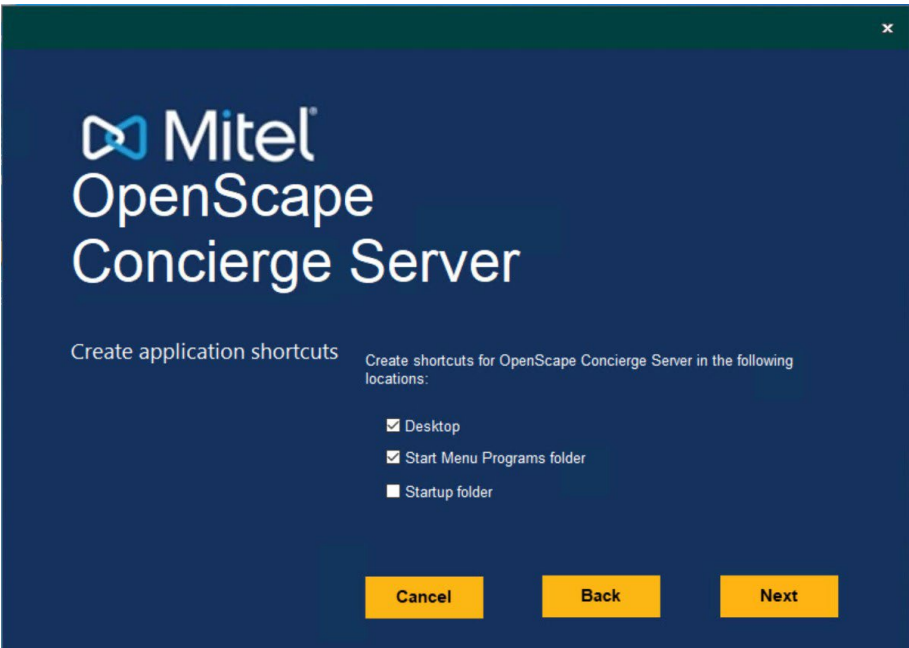 Mitel®
OpenScape
Concierge Server
Create application shortcuts
Create shortcuts for OpenScape Concierge Server in the following
locations:
Desktop
Start Menu Programs folder
Startup folder
Cancel
Back
Next